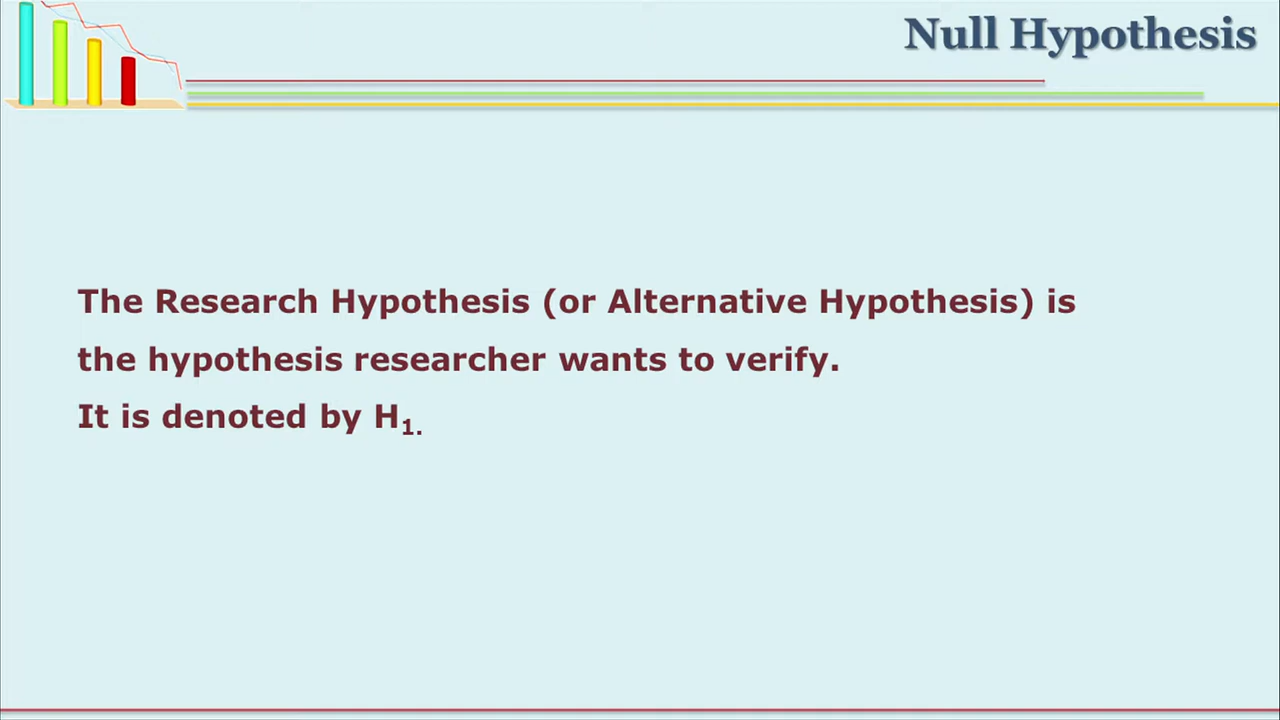 Null Hypothesis
The Research Hypothesis (or Alternative Hypothesis) is
the hypothesis researcher wants to verify.
It is denoted by H₁.